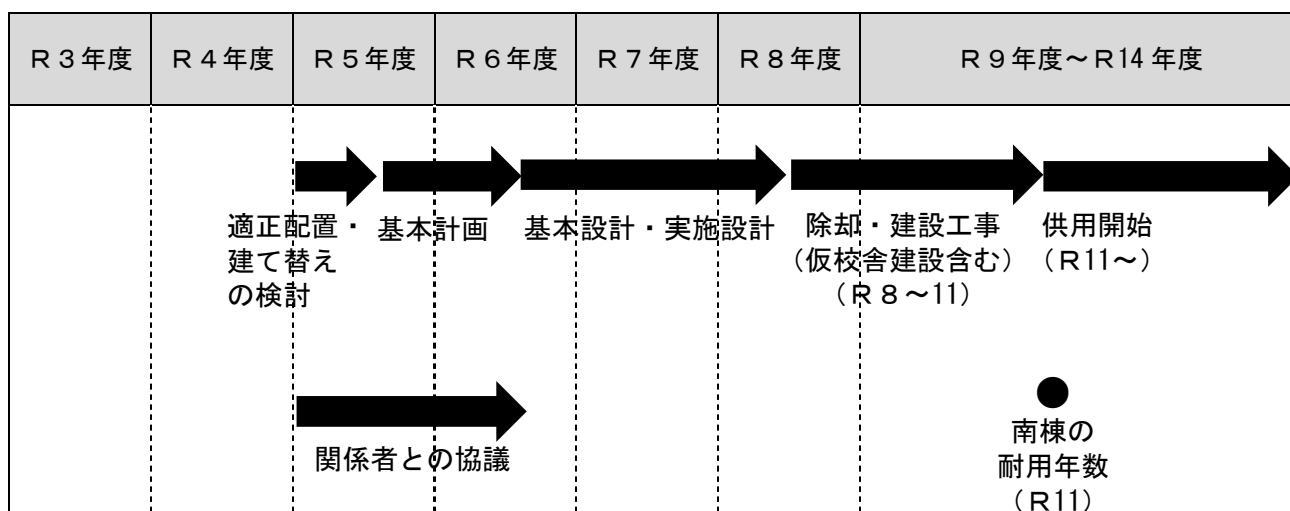 Ｒ３年度
Ｒ４年度
Ｒ５年度
Ｒ６年度
Ｒ７年度
Ｒ８年度
Ｒ９年度～Ｒ14年度
適正配置・
建て替え
の検討
基本計画
基本設計・実施設計
除却・建設工事
（仮校舎建設含む）
（Ｒ８～11）
供用開始
（Ｒ11～）
関係者との協議
南棟の
耐用年数
（Ｒ11）